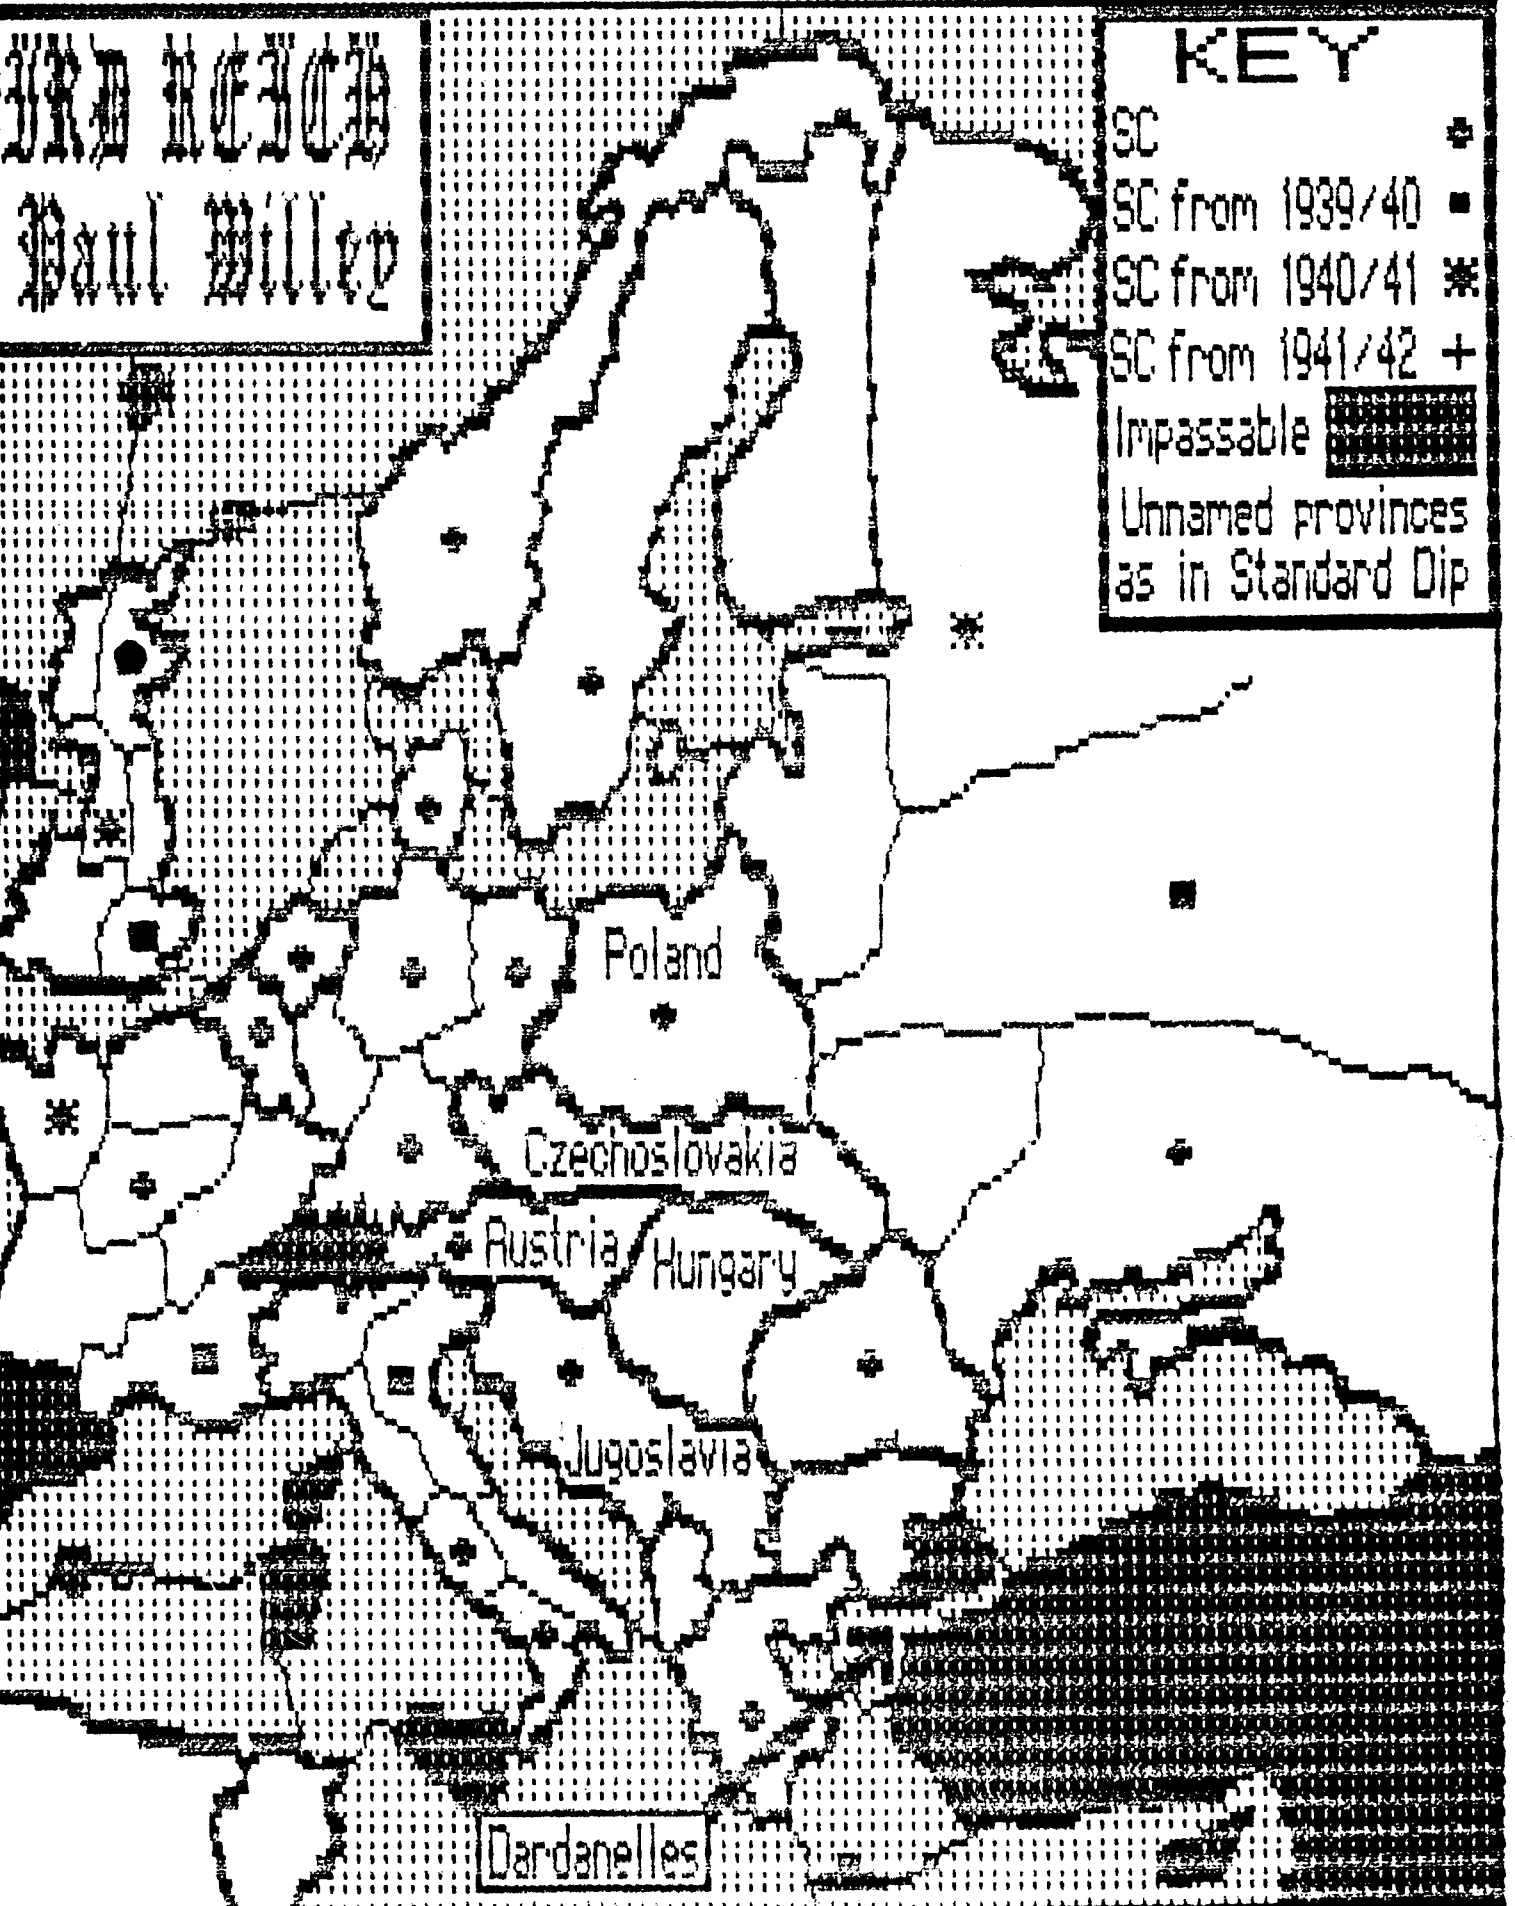 Paul Willey
KEY
SC
SC from 1939/40
SC from 1940/41
SC from 1941/42
Impassable
Unnamed provinces
as in Standard Dip
Poland
Czechoslovakia
Austria
Hungary
Jugoslavia
Dardanelles